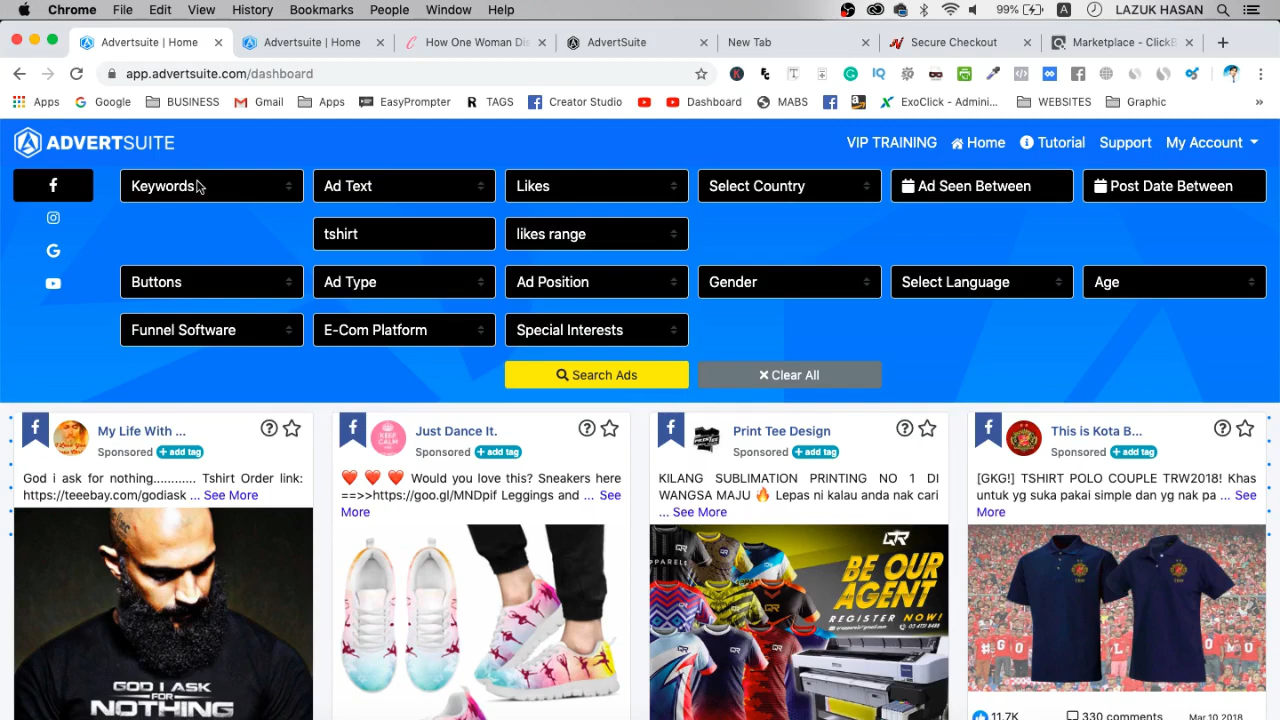 Chrome File Edit View History Bookmarks People Window Help 99% A LAZUK HASAN
Advertsuite | Home Advertsuite | Home How One Woman Dis AdvertSuite New Tab Secure Checkout Marketplace - ClickB
app.advertsuite.com/dashboard
Apps Google BUSINESS Gmail Apps EasyPrompter TAGS Creator Studio Dashboard MABS ExoClick - Admini... WEBSITES Graphic
ADVERTSUITE VIP TRAINING Home Tutorial Support My Account
Keywords Ad Text Likes Select Country Ad Seen Between Post Date Between
tshirt likes range
Buttons Ad Type Ad Position Gender Select Language Age
Funnel Software E-Com Platform Special Interests
Search Ads Clear All
My Life With ...
Sponsored + add tag
God i ask for nothing............ Tshirt Order link:
https://teeebay.com/godiask ... See More
GOD I ASK
FOR
NOTHING
Just Dance It.
Sponsored + add tag
Would you love this? Sneakers here
==>>https://goo.gl/MNDpif Leggings and ... See
More
KEEP
CALM
Print Tee Design
Sponsored + add tag
KILANG SUBLIMATION PRINTING NO 1 DI
WANGSA MAJU 🔥 Lepas ni kalau anda nak cari
... See More
QR
BE OUR
AGENT
REGISTER NOW!
This is Kota B...
Sponsored + add tag
[GKG!] TSHIRT POLO COUPLE TRW2018! Khas
untuk yg suka pakai simple dan yg nak pa ... See
More
11.7K 330 comments Mar 10, 2018